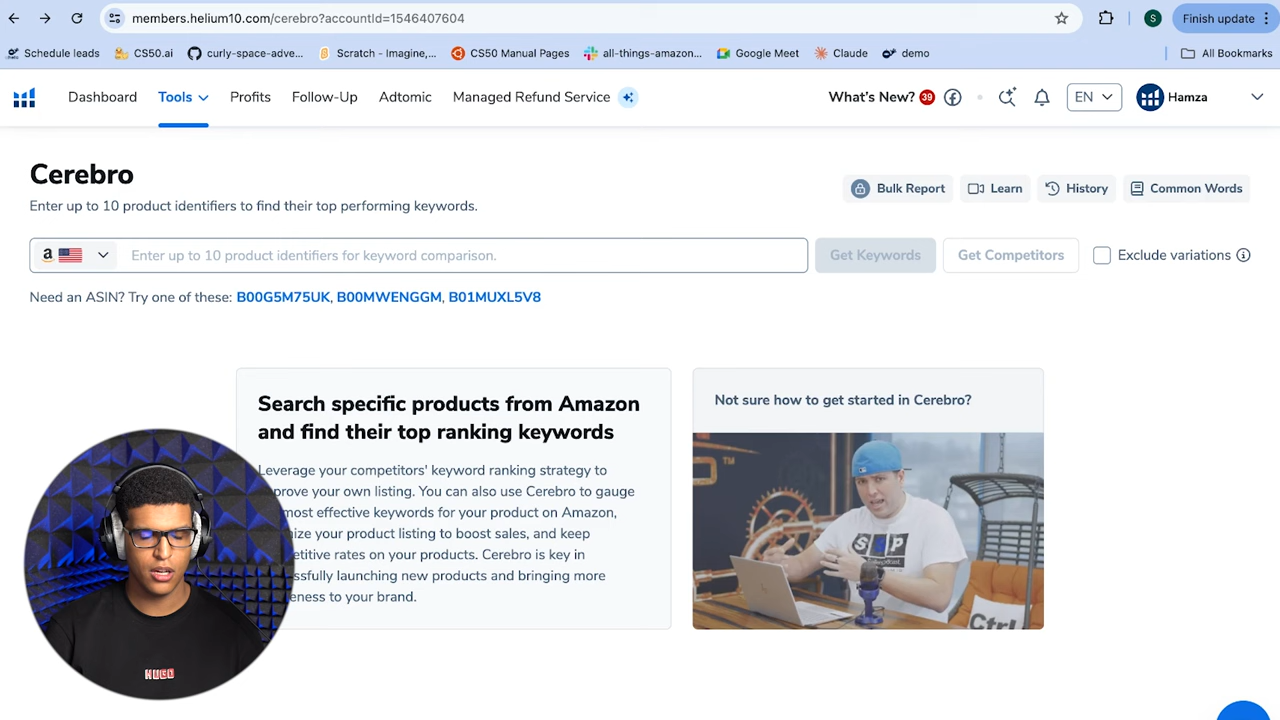 members.helium10.com/cerebro?accountId=1546407604
S
Finish update
Schedule leads
CS50.ai
curly-space-adve...
Scratch - Imagine,...
CS50 Manual Pages
all-things-amazon...
Google Meet
Claude
demo
All Bookmarks
Dashboard
Tools
Profits
Follow-Up
Adtomic
Managed Refund Service
What's New?
39
EN
Hamza
Cerebro
Enter up to 10 product identifiers to find their top performing keywords.
Bulk Report
Learn
History
Common Words
a
Enter up to 10 product identifiers for keyword comparison.
Get Keywords
Get Competitors
Exclude variations
Need an ASIN? Try one of these: B00G5M75UK, B00MWENGGM, B01MUXL5V8
Search specific products from Amazon
and find their top ranking keywords
Leverage your competitors' keyword ranking strategy to
prove your own listing. You can also use Cerebro to gauge
most effective keywords for your product on Amazon,
mize your product listing to boost sales, and keep
etitive rates on your products. Cerebro is key in
ssfully launching new products and bringing more
eness to your brand.
Not sure how to get started in Cerebro?
TM
Ctrl
HUGO